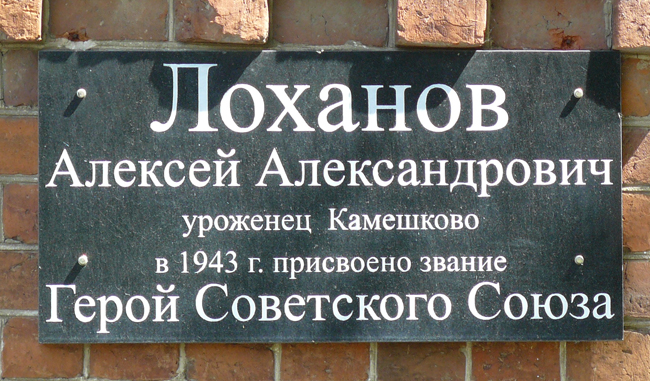 Лоханов
Алексей Александрович
уроженец Камешково
в 1943 г. присвоено звание
Герой Советского Союза